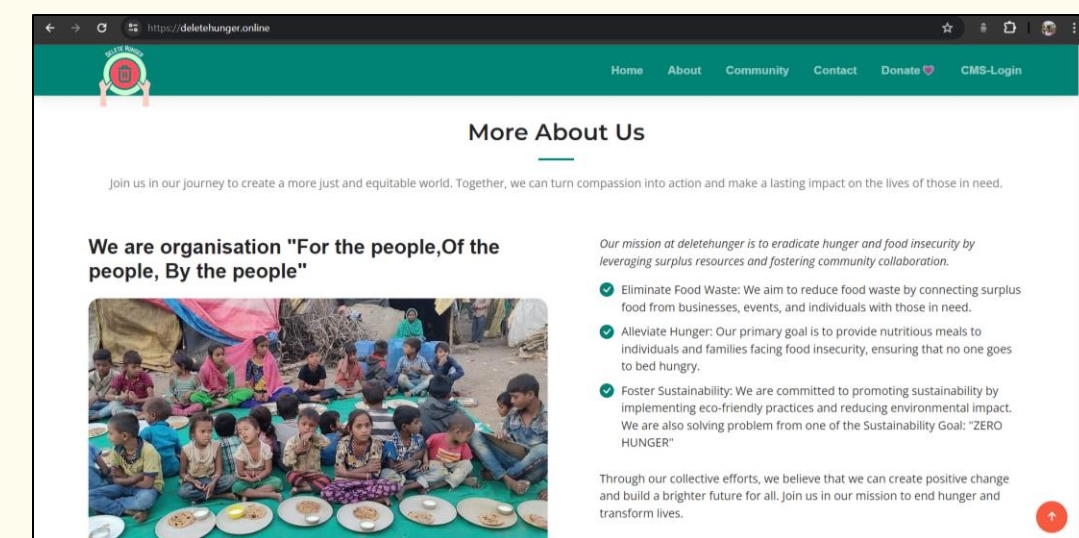 https://deletehunger.online
DELETE HUNGER
Home About Community Contact Donate CMS-Login
More About Us
Join us in our journey to create a more just and equitable world. Together, we can turn compassion into action and make a lasting impact on the lives of those in need.
We are organisation "For the people,Of the
people, By the people"
Our mission at deletehunger is to eradicate hunger and food insecurity by
leveraging surplus resources and fostering community collaboration.
Eliminate Food Waste: We aim to reduce food waste by connecting surplus
food from businesses, events, and individuals with those in need.
Alleviate Hunger: Our primary goal is to provide nutritious meals to
individuals and families facing food insecurity, ensuring that no one goes
to bed hungry.
Foster Sustainability: We are committed to promoting sustainability by
implementing eco-friendly practices and reducing environmental impact.
We are also solving problem from one of the Sustainability Goal: "ZERO
HUNGER"
Through our collective efforts, we believe that we can create positive change
and build a brighter future for all. Join us in our mission to end hunger and
transform lives.